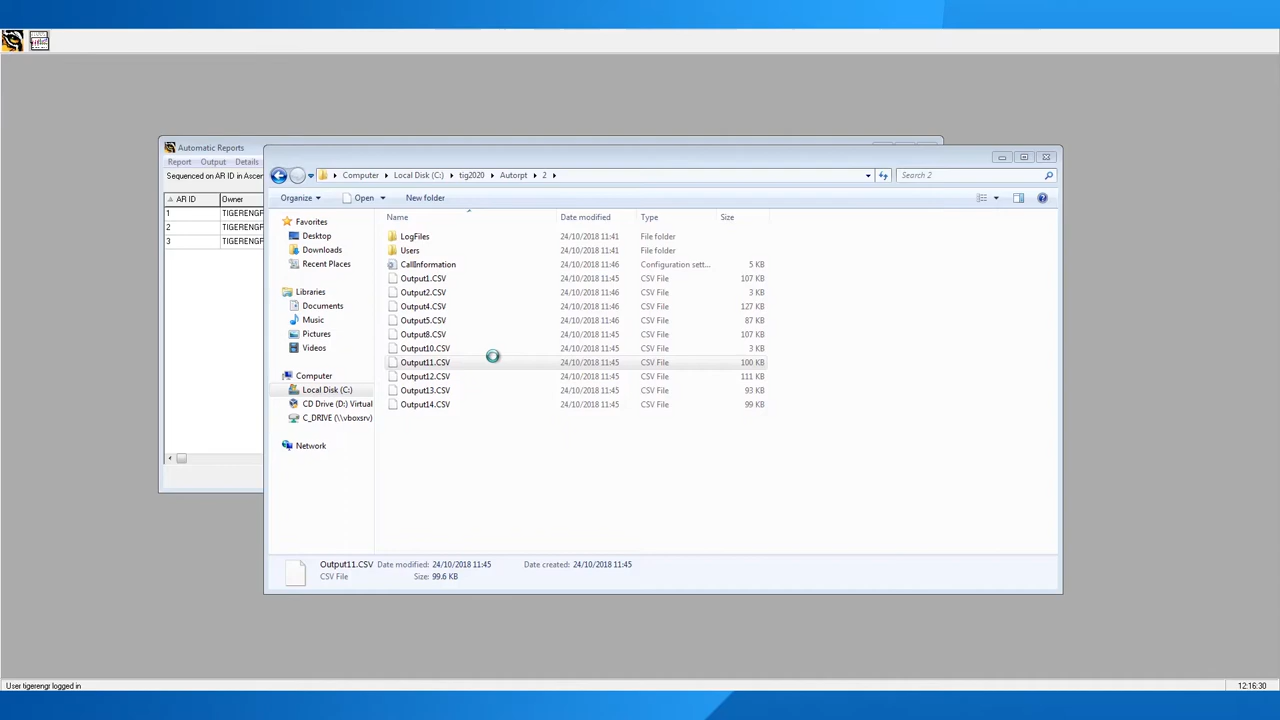 Automatic Reports
Report Output Details
Sequenced on AR ID in Ascen
AR ID Owner
1 TIGERENGR
2 TIGERENGR
3 TIGERENGR
Computer Local Disk (C:) tig2020 Autorpt 2
Search 2
Organize Open New folder
Favorites
Desktop
Downloads
Recent Places
Libraries
Documents
Music
Pictures
Videos
Computer
Local Disk (C:)
CD Drive (D:) Virtual
C_DRIVE (\\vboxsrv)
Network
Name Date modified Type Size
LogFiles 24/10/2018 11:41 File folder
Users 24/10/2018 11:41 File folder
CallInformation 24/10/2018 11:46 Configuration sett... 5 KB
Output1.CSV 24/10/2018 11:46 CSV File 107 KB
Output2.CSV 24/10/2018 11:46 CSV File 3 KB
Output4.CSV 24/10/2018 11:46 CSV File 127 KB
Output5.CSV 24/10/2018 11:46 CSV File 87 KB
Output8.CSV 24/10/2018 11:45 CSV File 107 KB
Output10.CSV 24/10/2018 11:45 CSV File 3 KB
Output11.CSV 24/10/2018 11:45 CSV File 100 KB
Output12.CSV 24/10/2018 11:45 CSV File 111 KB
Output13.CSV 24/10/2018 11:45 CSV File 93 KB
Output14.CSV 24/10/2018 11:45 CSV File 99 KB
Output11.CSV Date modified: 24/10/2018 11:45 Date created: 24/10/2018 11:45
CSV File Size: 99.6 KB
User tigerengr logged in
12:16:30